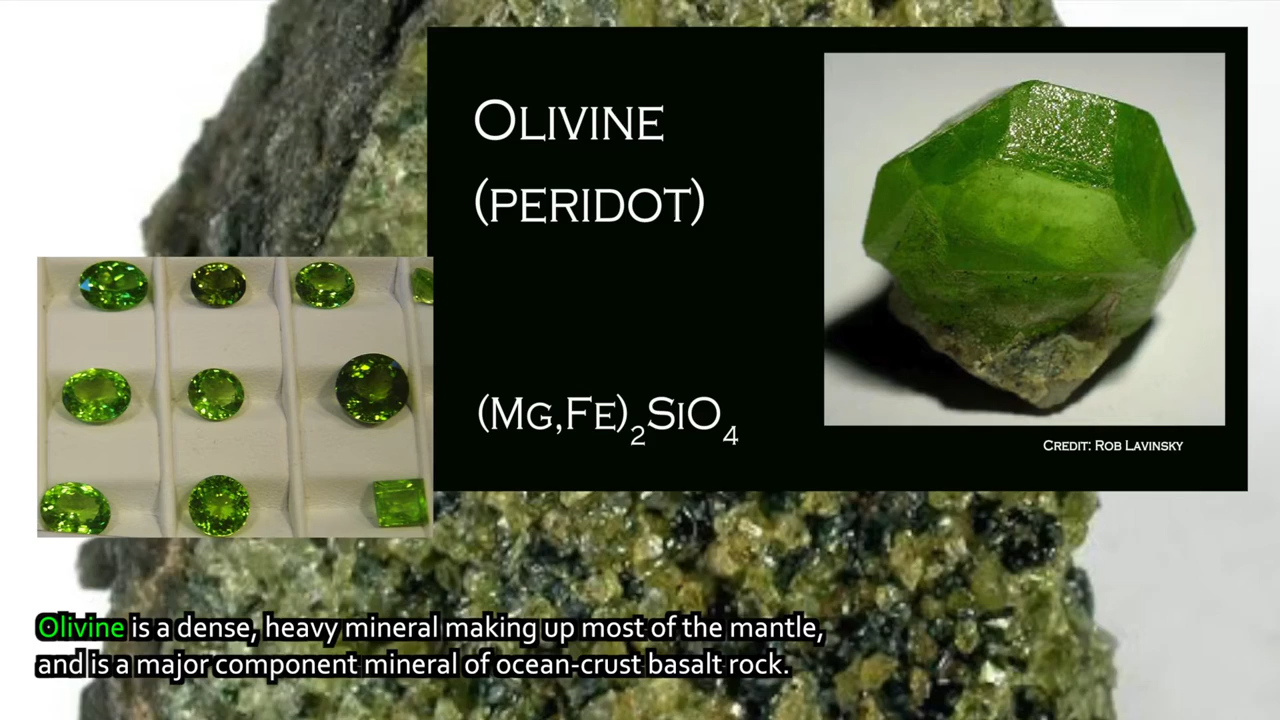 Olivine
(peridot)
(Mg,Fe)₂SiO₄
Credit: Rob Lavinsky
Olivine is a dense, heavy mineral making up most of the mantle,
and is a major component mineral of ocean-crust basalt rock.